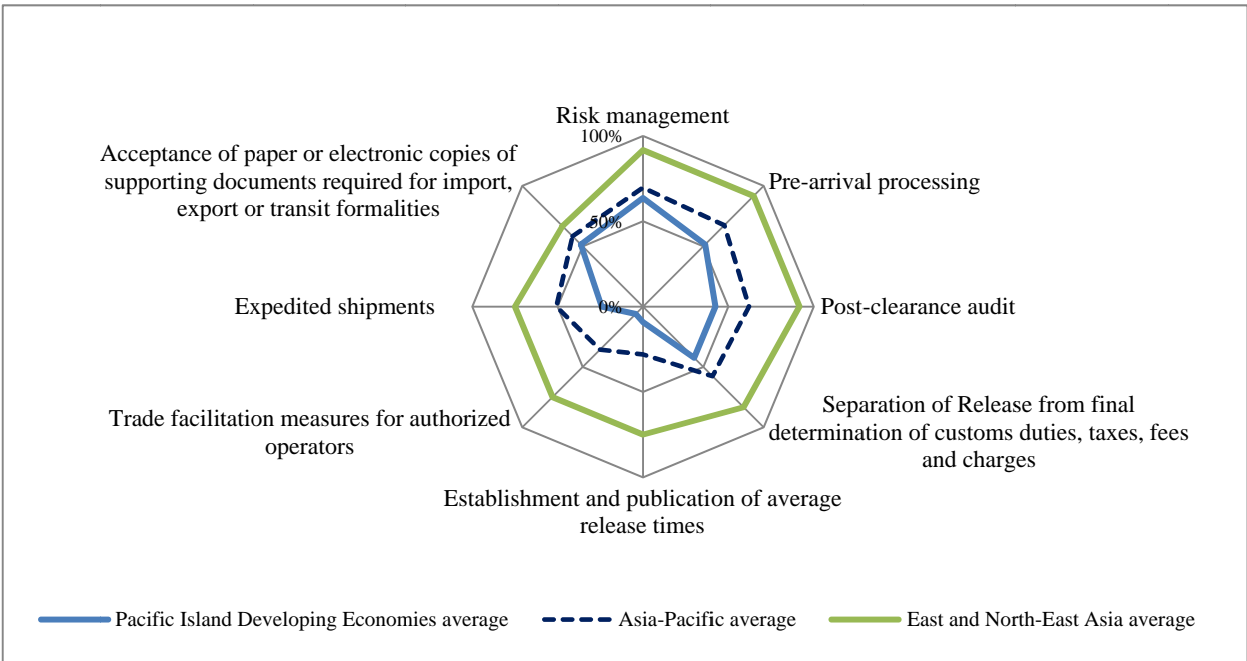 Risk management
100%
Acceptance of paper or electronic copies of
supporting documents required for import,
export or transit formalities
Pre-arrival processing
50%
Expedited shipments
0%
Post-clearance audit
Trade facilitation measures for authorized
operators
Separation of Release from final
determination of customs duties, taxes, fees
and charges
Establishment and publication of average
release times
Pacific Island Developing Economies average
Asia-Pacific average
East and North-East Asia average